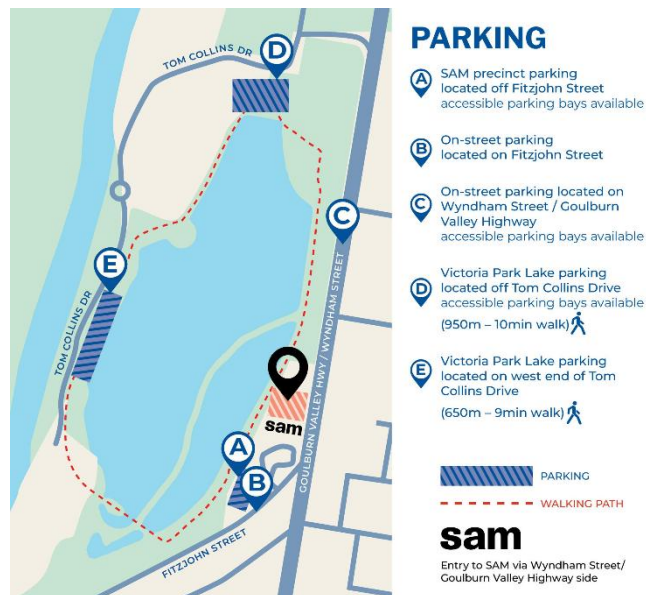 TOM COLLINS DR
D
C
E
TOM COLLINS DR
GOULBURN VALLEY HWY / WYNDHAM STREET
sam
A
B
FITZJOHN STREET
PARKING
A
SAM precinct parking
located off Fitzjohn Street
accessible parking bays available
B
On-street parking
located on Fitzjohn Street
C
On-street parking located on
Wyndham Street / Goulburn
Valley Highway
accessible parking bays available
D
Victoria Park Lake parking
located off Tom Collins Drive
accessible parking bays available
(950m – 10min walk)
E
Victoria Park Lake parking
located on west end of Tom
Collins Drive
(650m – 9min walk)
PARKING
WALKING PATH
sam
Entry to SAM via Wyndham Street/
Goulburn Valley Highway side